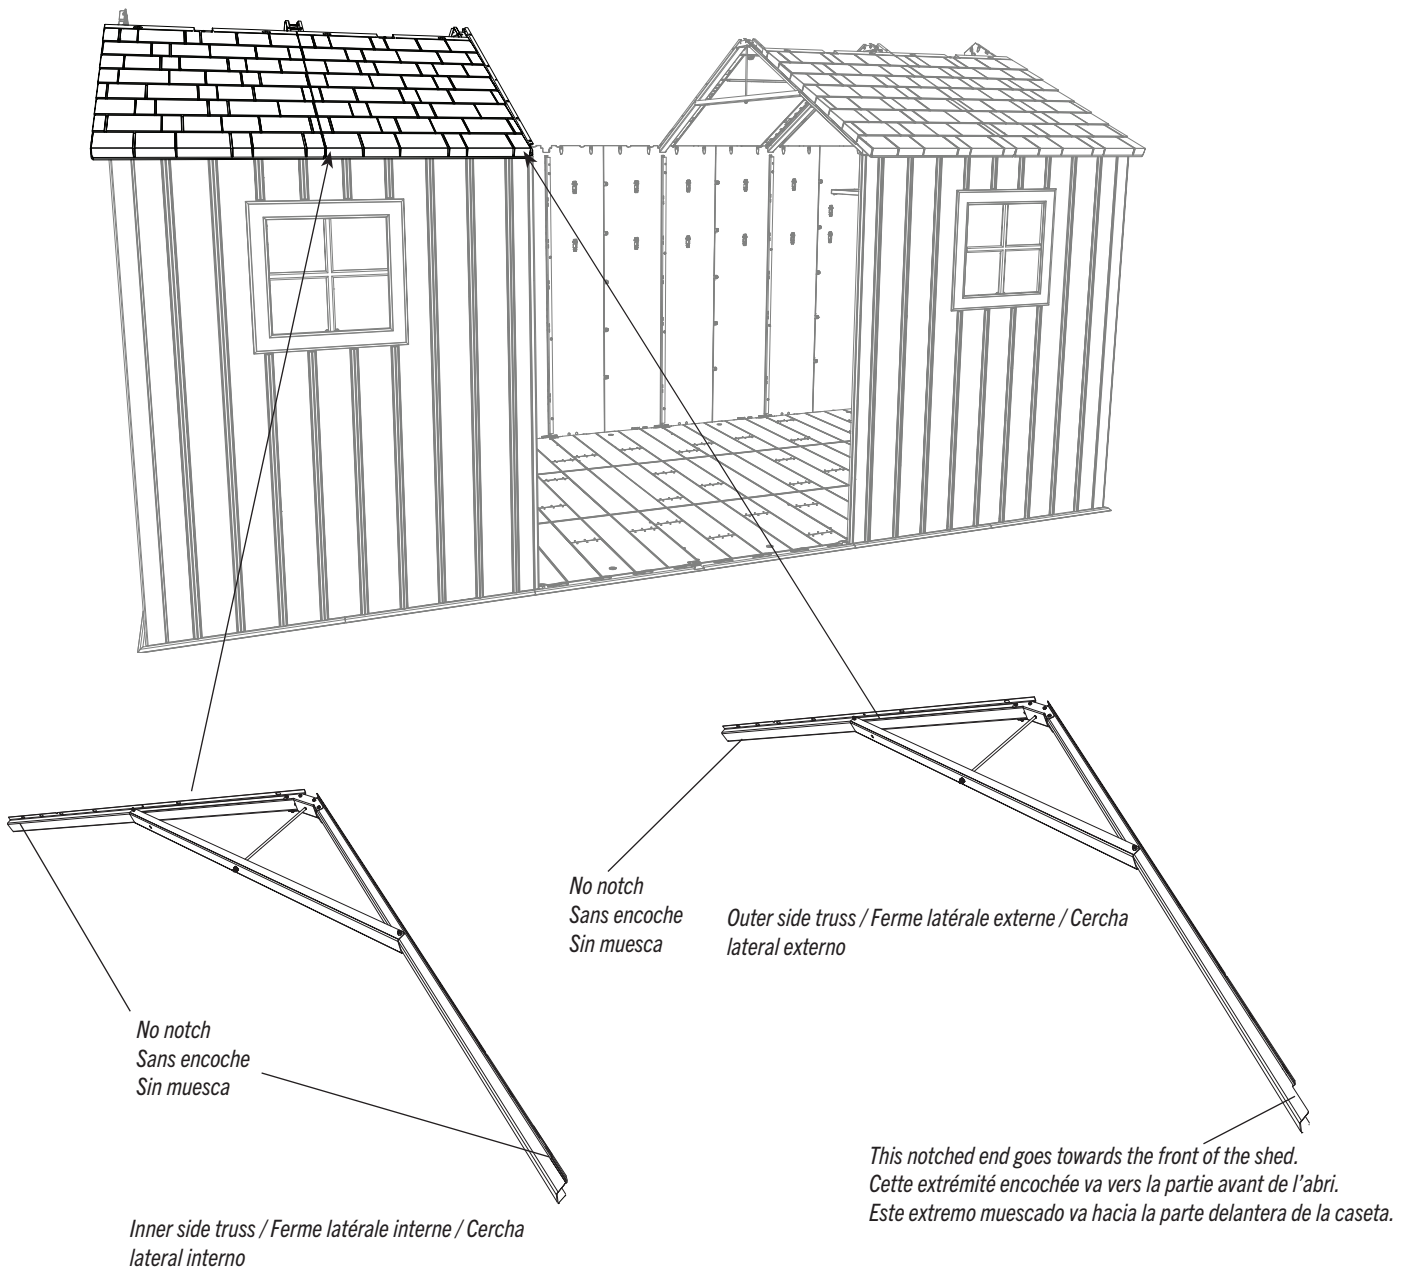 No notch
Sans encoche
Sin muesca
Outer side truss / Ferme latérale externe / Cercha
lateral externo
No notch
Sans encoche
Sin muesca
This notched end goes towards the front of the shed.
Cette extrémité encochée va vers la partie avant de l’abri.
Este extremo muescado va hacia la parte delantera de la caseta.
Inner side truss / Ferme latérale interne / Cercha
lateral interno